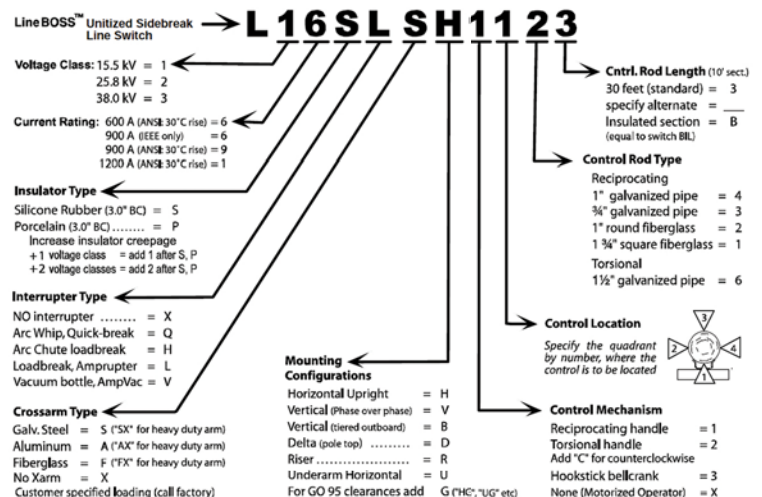 LineBOSS™ Unitized Sidebreak
Line Switch
L16SLSH1123
Voltage Class: 15.5 kV = 1
25.8 kV = 2
38.0 kV = 3
Current Rating: 600 A (ANSI: 30°C rise) = 6
900 A (IEEE only) = 6
900 A (ANSI: 30°C rise) = 9
1200 A (ANSI: 30°C rise) = 1
Insulator Type
Silicone Rubber (3.0" BC) = S
Porcelain (3.0" BC) ........ = P
Increase insulator creepage
+1 voltage class = add 1 after S, P
+2 voltage classes = add 2 after S, P
Interrupter Type
NO interrupter ........ = X
Arc Whip, Quick-break = Q
Arc Chute loadbreak = H
Loadbreak, Amprupter = L
Vacuum bottle, AmpVac = V
Crossarm Type
Galv. Steel = S ("SX" for heavy duty arm)
Aluminum = A ("AX" for heavy duty arm)
Fiberglass = F ("FX" for heavy duty arm)
No Xarm = X
Customer specified loading (call factory)
Mounting
Configurations
Horizontal Upright = H
Vertical (Phase over phase) = V
Vertical (tiered outboard) = B
Delta (pole top) ......... = D
Riser ...................... = R
Underarm Horizontal = U
For GO 95 clearances add G ("HC", "UG" etc)
Cntrl. Rod Length (10' sect.)
30 feet (standard) = 3
specify alternate = ___
Insulated section = B
(equal to switch BIL)
Control Rod Type
Reciprocating
1" galvanized pipe = 4
¾" galvanized pipe = 3
1" round fiberglass = 2
1 ¾" square fiberglass = 1
Torsional
1½" galvanized pipe = 6
Control Location
Specify the quadrant
by number, where the
control is to be located
3
2
4
1
Control Mechanism
Reciprocating handle = 1
Torsional handle = 2
Add "C" for counterclockwise
Hookstick bellcrank = 3
None (Motorized Operator) = X